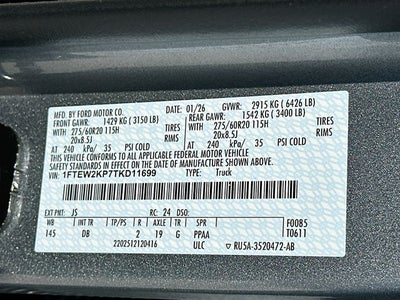 MFD. BY FORD MOTOR CO. 01/26 GVWR: 2915 KG ( 6426 LB)
FRONT GAWR: 1429 KG ( 3150 LB) REAR GAWR: 1542 KG ( 3400 LB)
275/60R20 115H TIRES 275/60R20 115H TIRES
20x8.5J RIMS 20x8.5J RIMS
AT 240 kPa/ 35 PSI COLD AT 240 kPa/ 35 PSI COLD
THIS VEHICLE CONFORMS TO ALL APPLICABLE FEDERAL MOTOR VEHICLE
SAFETY STANDARDS IN EFFECT ON THE DATE OF MANUFACTURE SHOWN ABOVE.
VIN: 1FTEW2KP7TKD11699 TYPE: Truck
EXT PNT: JS RC: 24 DSO:
WB INT TR TP/PS R AXLE TR SPR F0085
145 DB 2 19 G PPAA T0611
2202512120416 ULC RU5A-3520472-AB